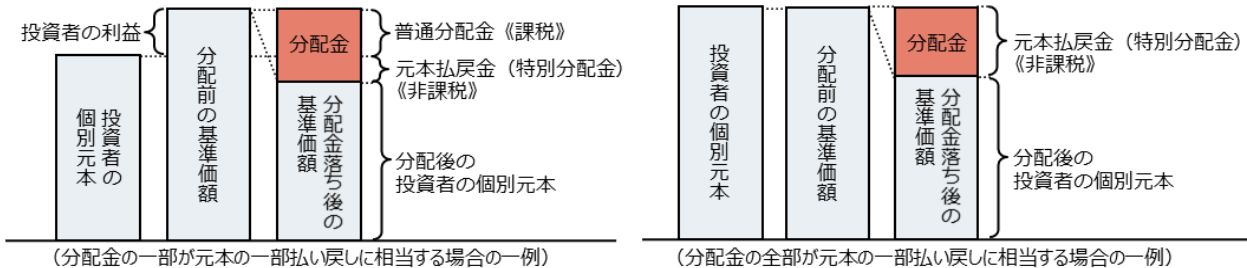 投資者の利益
投資者の
個別元本
分配前の基準価額
分配金
分配金落ち後の
基準価額
普通分配金《課税》
元本払戻金（特別分配金）
《非課税》
分配後の
投資者の個別元本
（分配金の一部が元本の一部払い戻しに相当する場合の一例）
投資者の個別元本
分配前の基準価額
分配金
分配金落ち後の
基準価額
元本払戻金（特別分配金）
《非課税》
分配後の
投資者の個別元本
（分配金の全部が元本の一部払い戻しに相当する場合の一例）